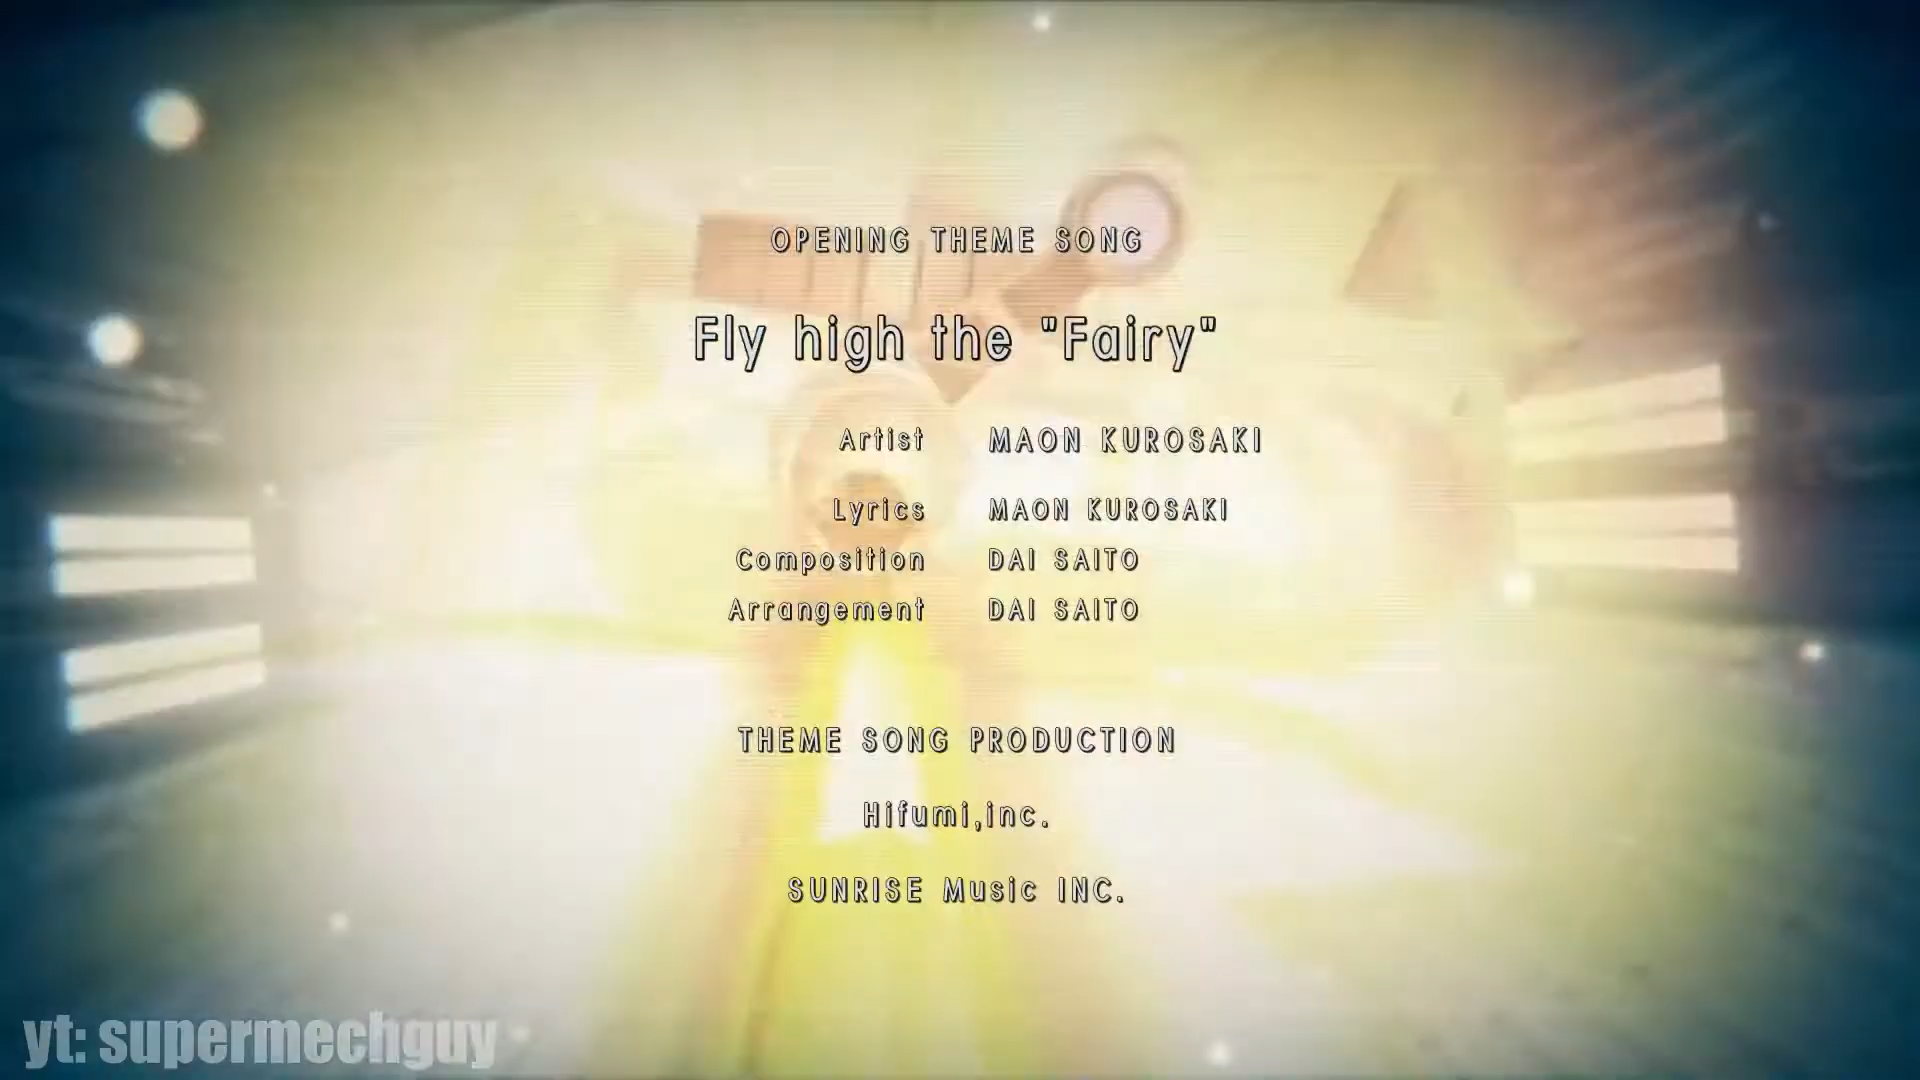 OPENING THEME SONG
Fly high the "Fairy"
Artist MAON KUROSAKI
Lyrics MAON KUROSAKI
Composition DAI SAITO
Arrangement DAI SAITO
THEME SONG PRODUCTION
Hifumi,inc.
SUNRISE Music INC.
yt: supermechguy